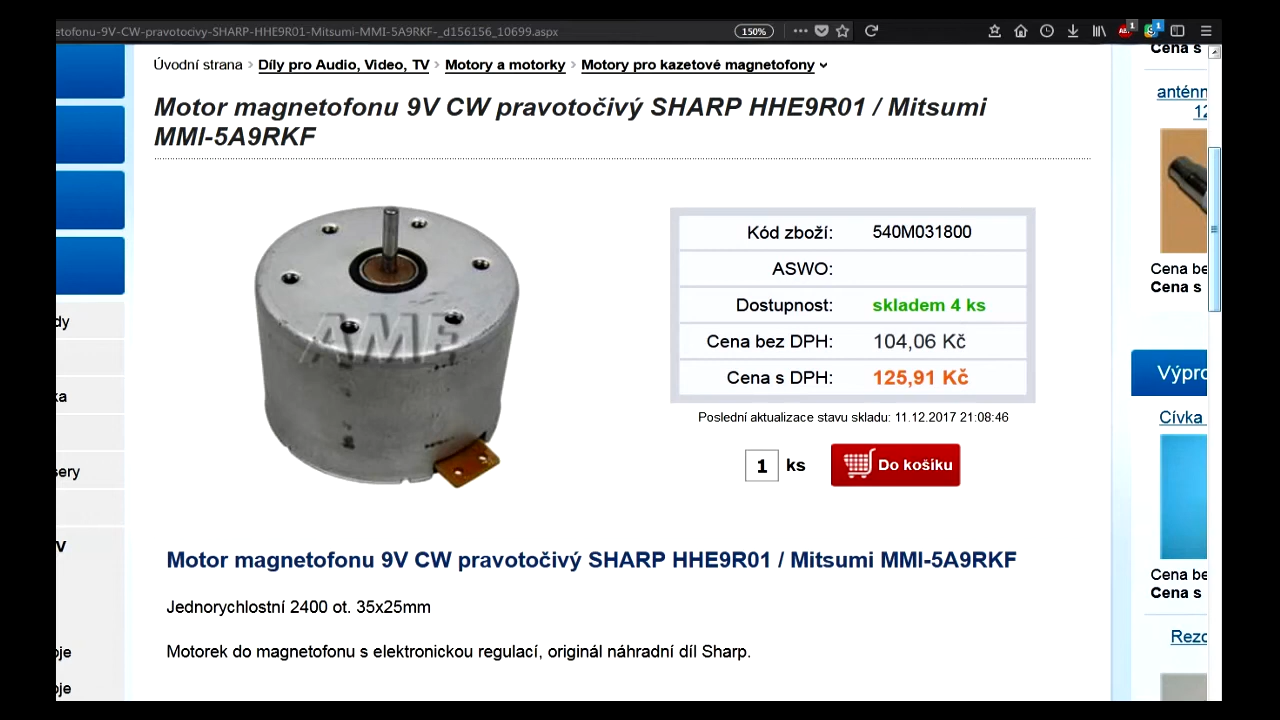 etofonu-9V-CW-pravotocivy-SHARP-HHE9R01-Mitsumi-MMI-5A9RKF-_d156156_10699.aspx
150%
1
1
Úvodní strana > Díly pro Audio, Video, TV > Motory a motorky > Motory pro kazetové magnetofony
Motor magnetofonu 9V CW pravotočivý SHARP HHE9R01 / Mitsumi
MMI-5A9RKF
AMF
Kód zboží: 540M031800
ASWO:
Dostupnost: skladem 4 ks
Cena bez DPH: 104,06 Kč
Cena s DPH: 125,91 Kč
Poslední aktualizace stavu skladu: 11.12.2017 21:08:46
1 ks Do košíku
Motor magnetofonu 9V CW pravotočivý SHARP HHE9R01 / Mitsumi MMI-5A9RKF
Jednorychlostní 2400 ot. 35x25mm
Motorek do magnetofonu s elektronickou regulací, originál náhradní díl Sharp.
dy
ka
sery
V
oje
oje
Cena s
anténn
12
Cena be
Cena s
Výpro
Cívka
Cena be
Cena s
Rezo